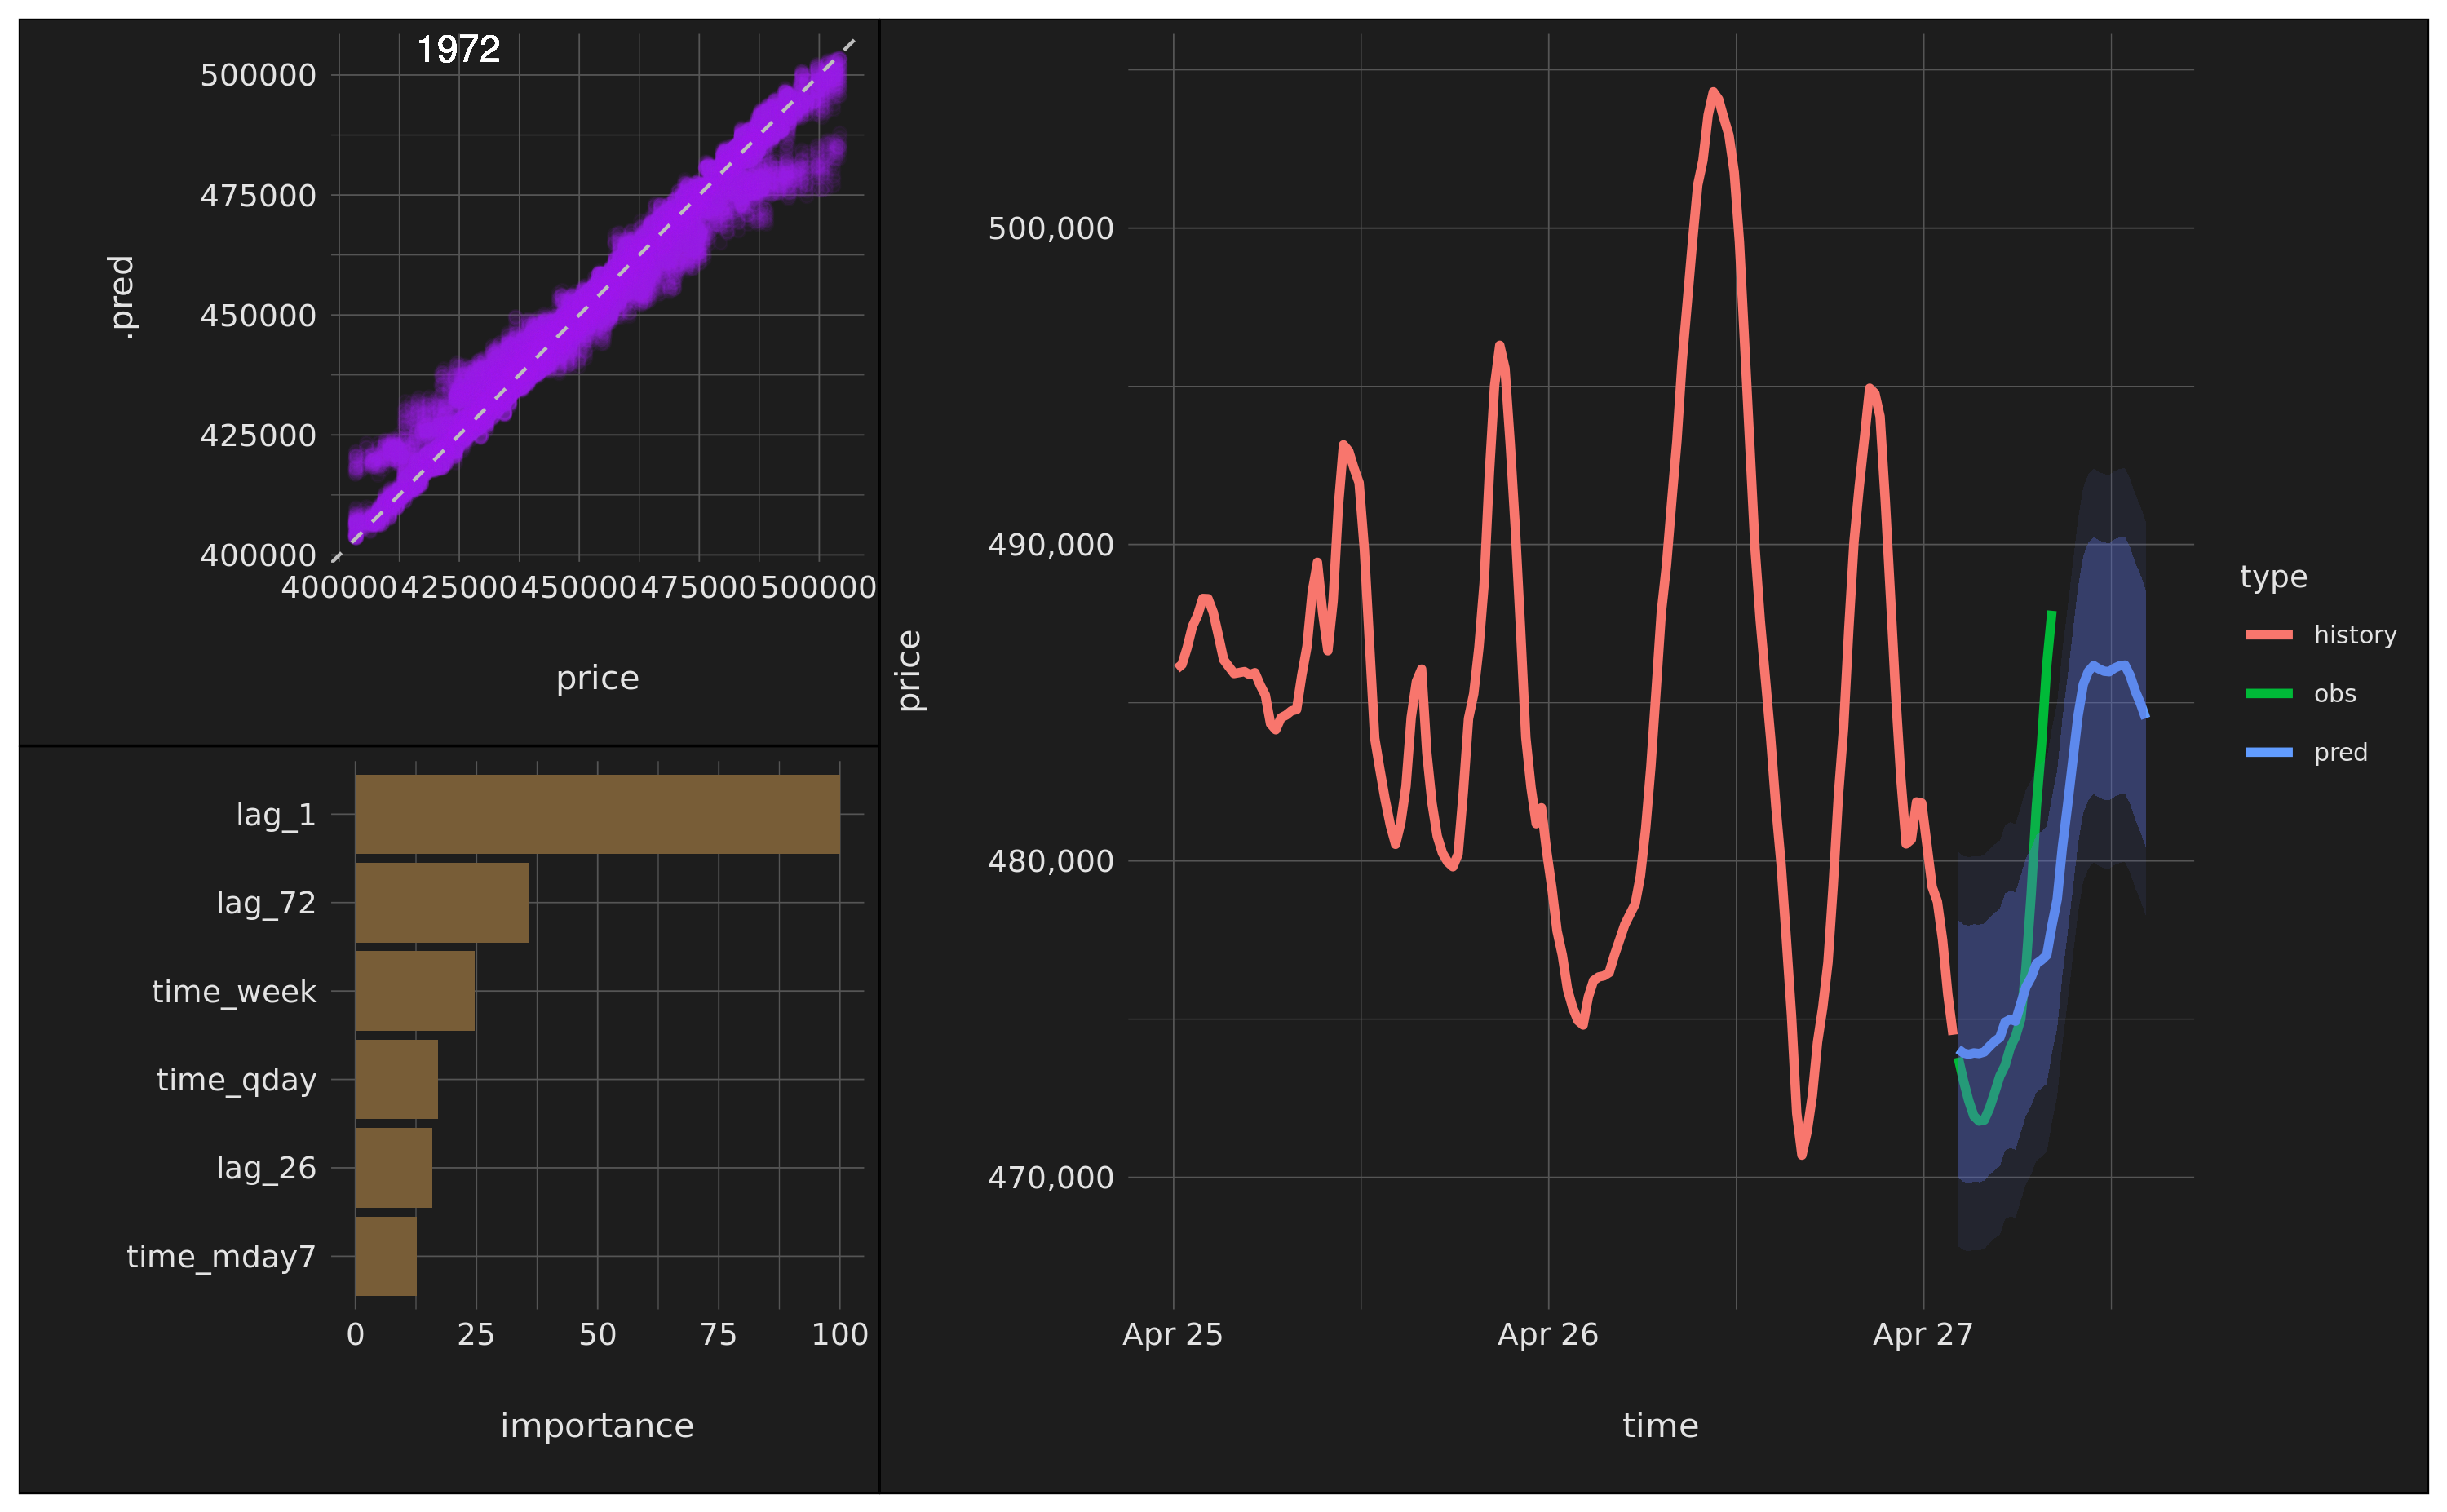 1972
500000
475000
.pred
450000
425000
400000
400000 425000 450000 475000 500000
price
lag_1
lag_72
time_week
time_qday
lag_26
time_mday7
0 25 50 75 100
importance
500,000
490,000
price
480,000
470,000
Apr 25 Apr 26 Apr 27
time
type
history
obs
pred